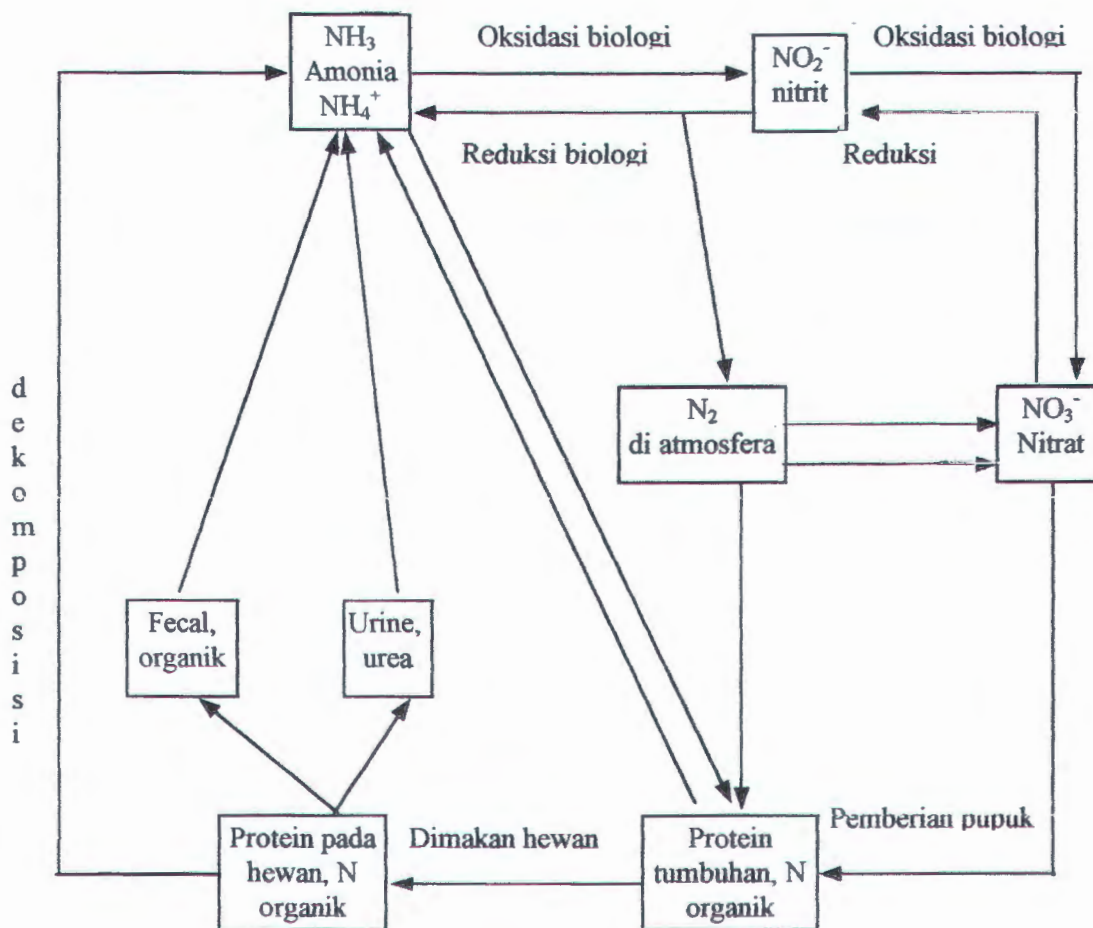 NH₃
Amonia
NH₄⁺
Oksidasi biologi
NO₂⁻
nitrit
Oksidasi biologi
Reduksi biologi
Reduksi
dekomposisi
N₂
di atmosfera
NO₃⁻
Nitrat
Fecal,
organik
Urine,
urea
Protein pada
hewan, N
organik
Dimakan hewan
Protein
tumbuhan, N
organik
Pemberian pupuk